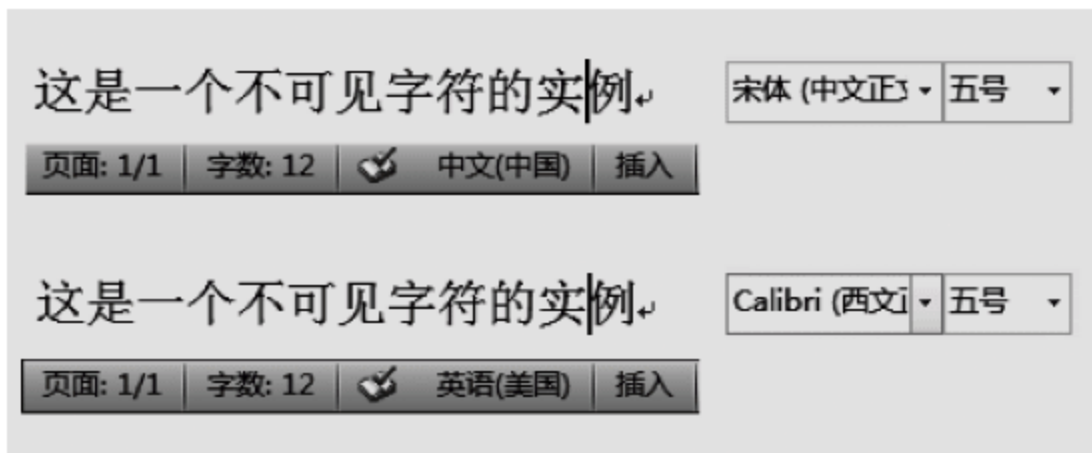 这是一个不可见字符的实例↵ 宋体 (中文正文 五号
页面: 1/1 字数: 12 中文(中国) 插入
这是一个不可见字符的实例↵ Calibri (西文正 五号
页面: 1/1 字数: 12 英语(美国) 插入